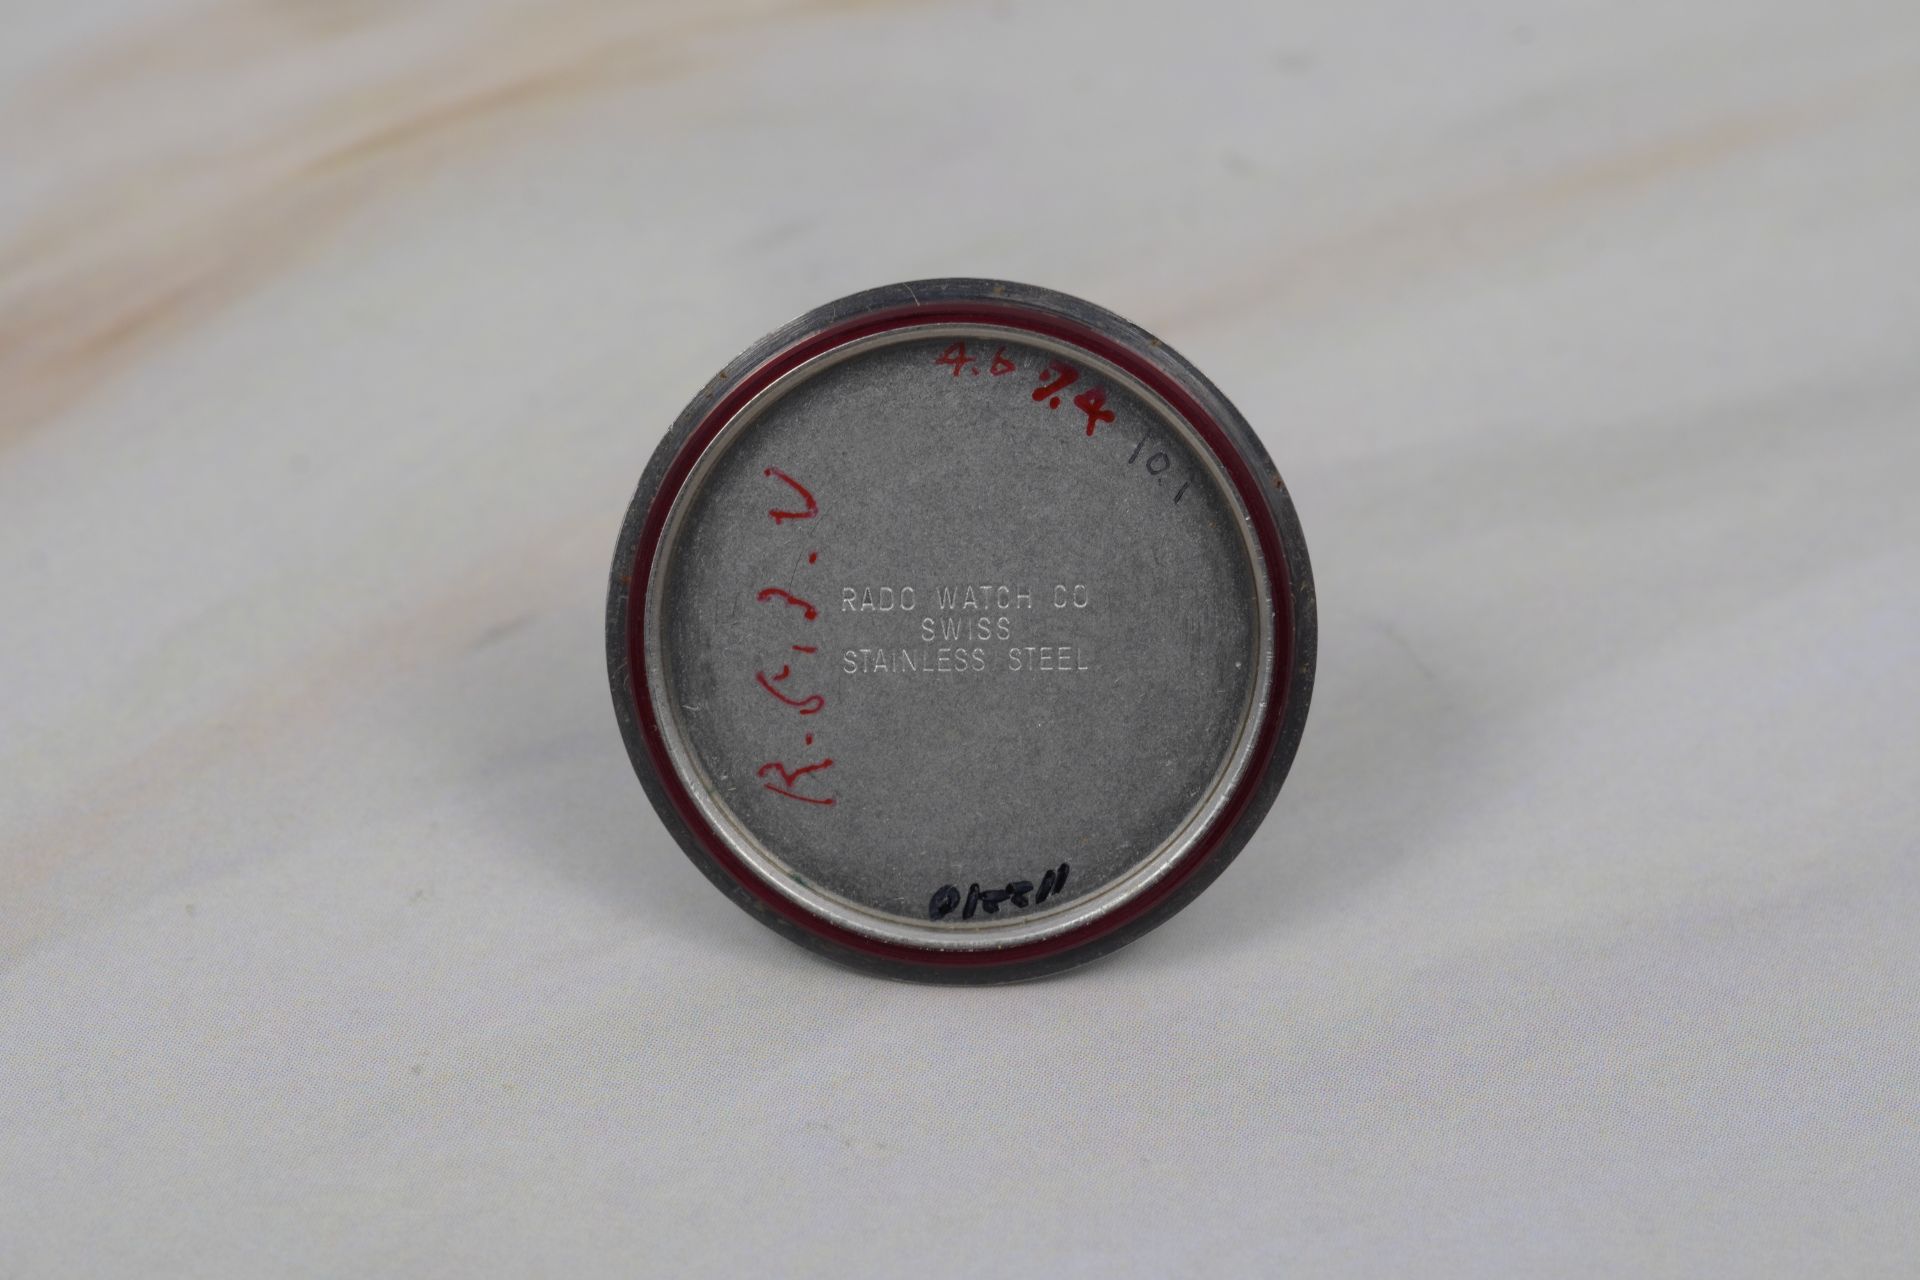 4.6 7.4
10.1
RADO WATCH CO
SWISS
STAINLESS STEEL